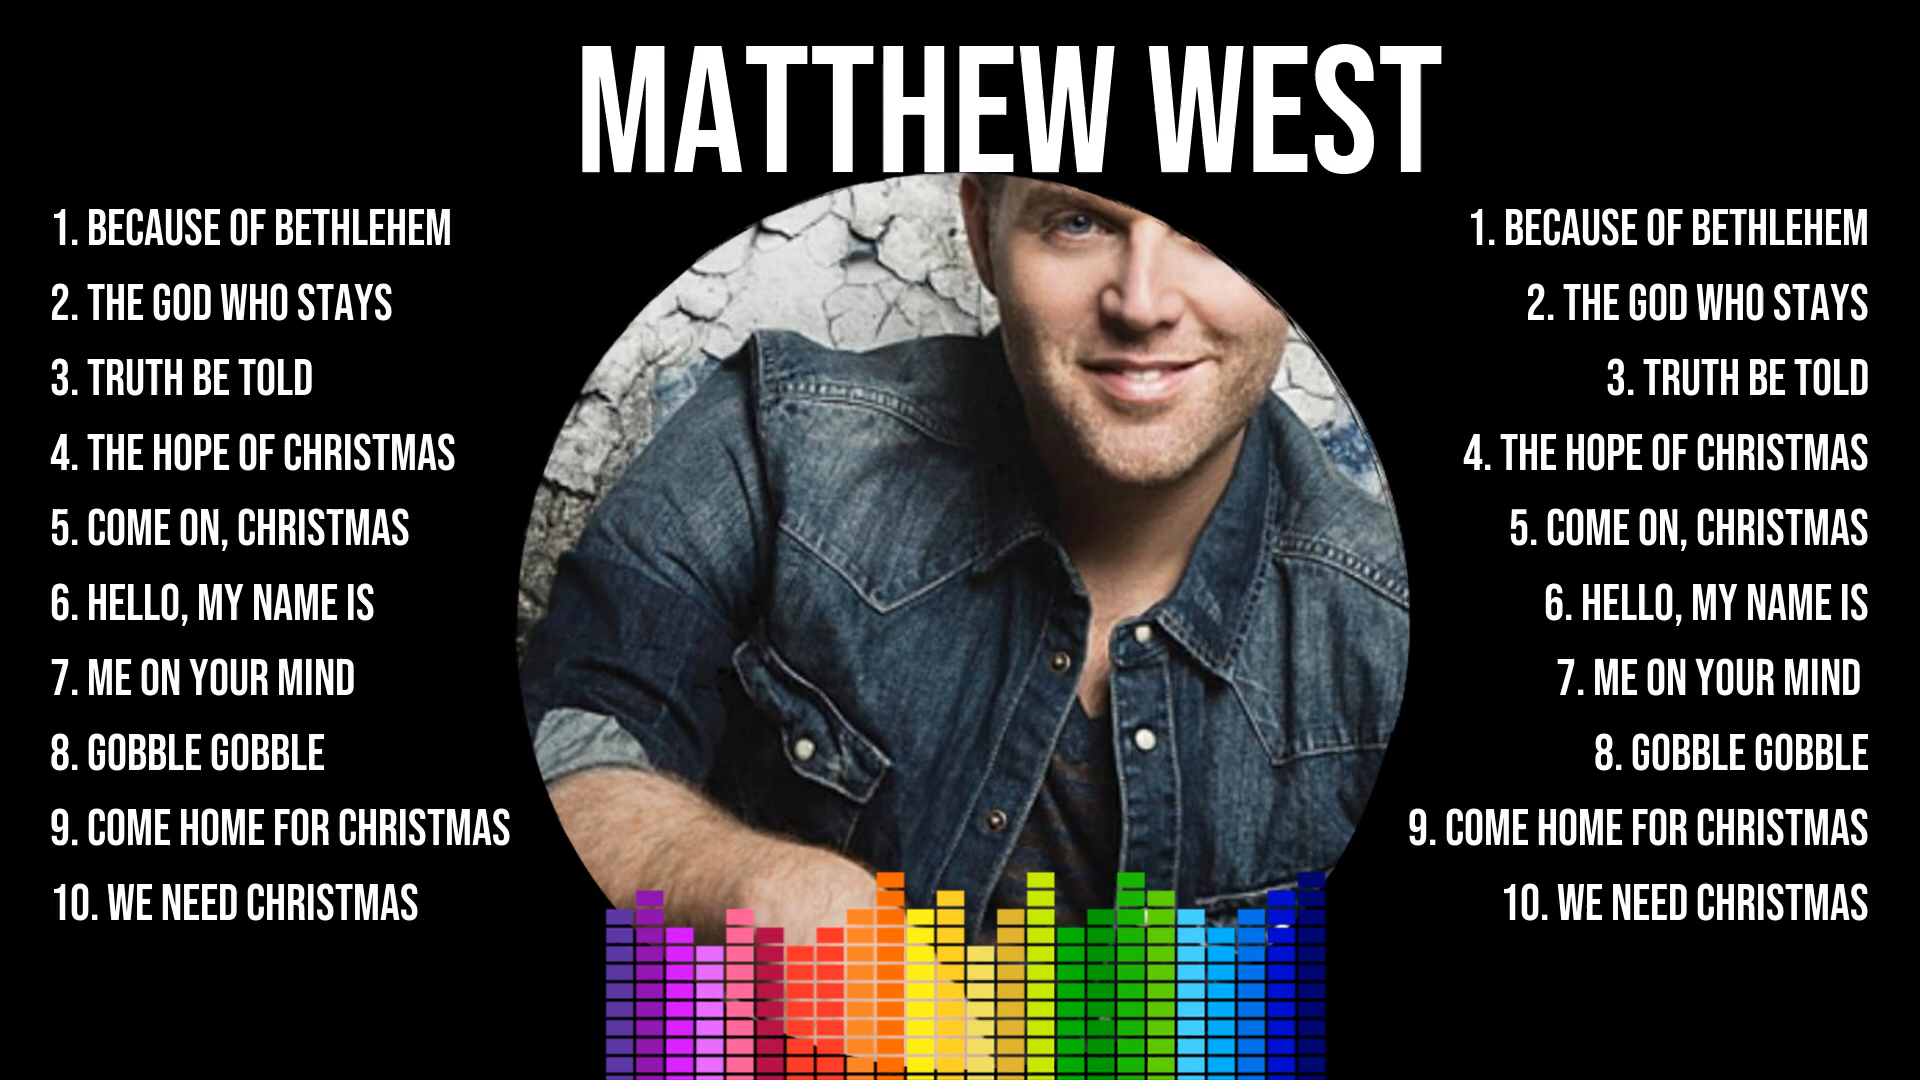 MATTHEW WEST
1. BECAUSE OF BETHLEHEM
2. THE GOD WHO STAYS
3. TRUTH BE TOLD
4. THE HOPE OF CHRISTMAS
5. COME ON, CHRISTMAS
6. HELLO, MY NAME IS
7. ME ON YOUR MIND
8. GOBBLE GOBBLE
9. COME HOME FOR CHRISTMAS
10. WE NEED CHRISTMAS
1. BECAUSE OF BETHLEHEM
2. THE GOD WHO STAYS
3. TRUTH BE TOLD
4. THE HOPE OF CHRISTMAS
5. COME ON, CHRISTMAS
6. HELLO, MY NAME IS
7. ME ON YOUR MIND
8. GOBBLE GOBBLE
9. COME HOME FOR CHRISTMAS
10. WE NEED CHRISTMAS